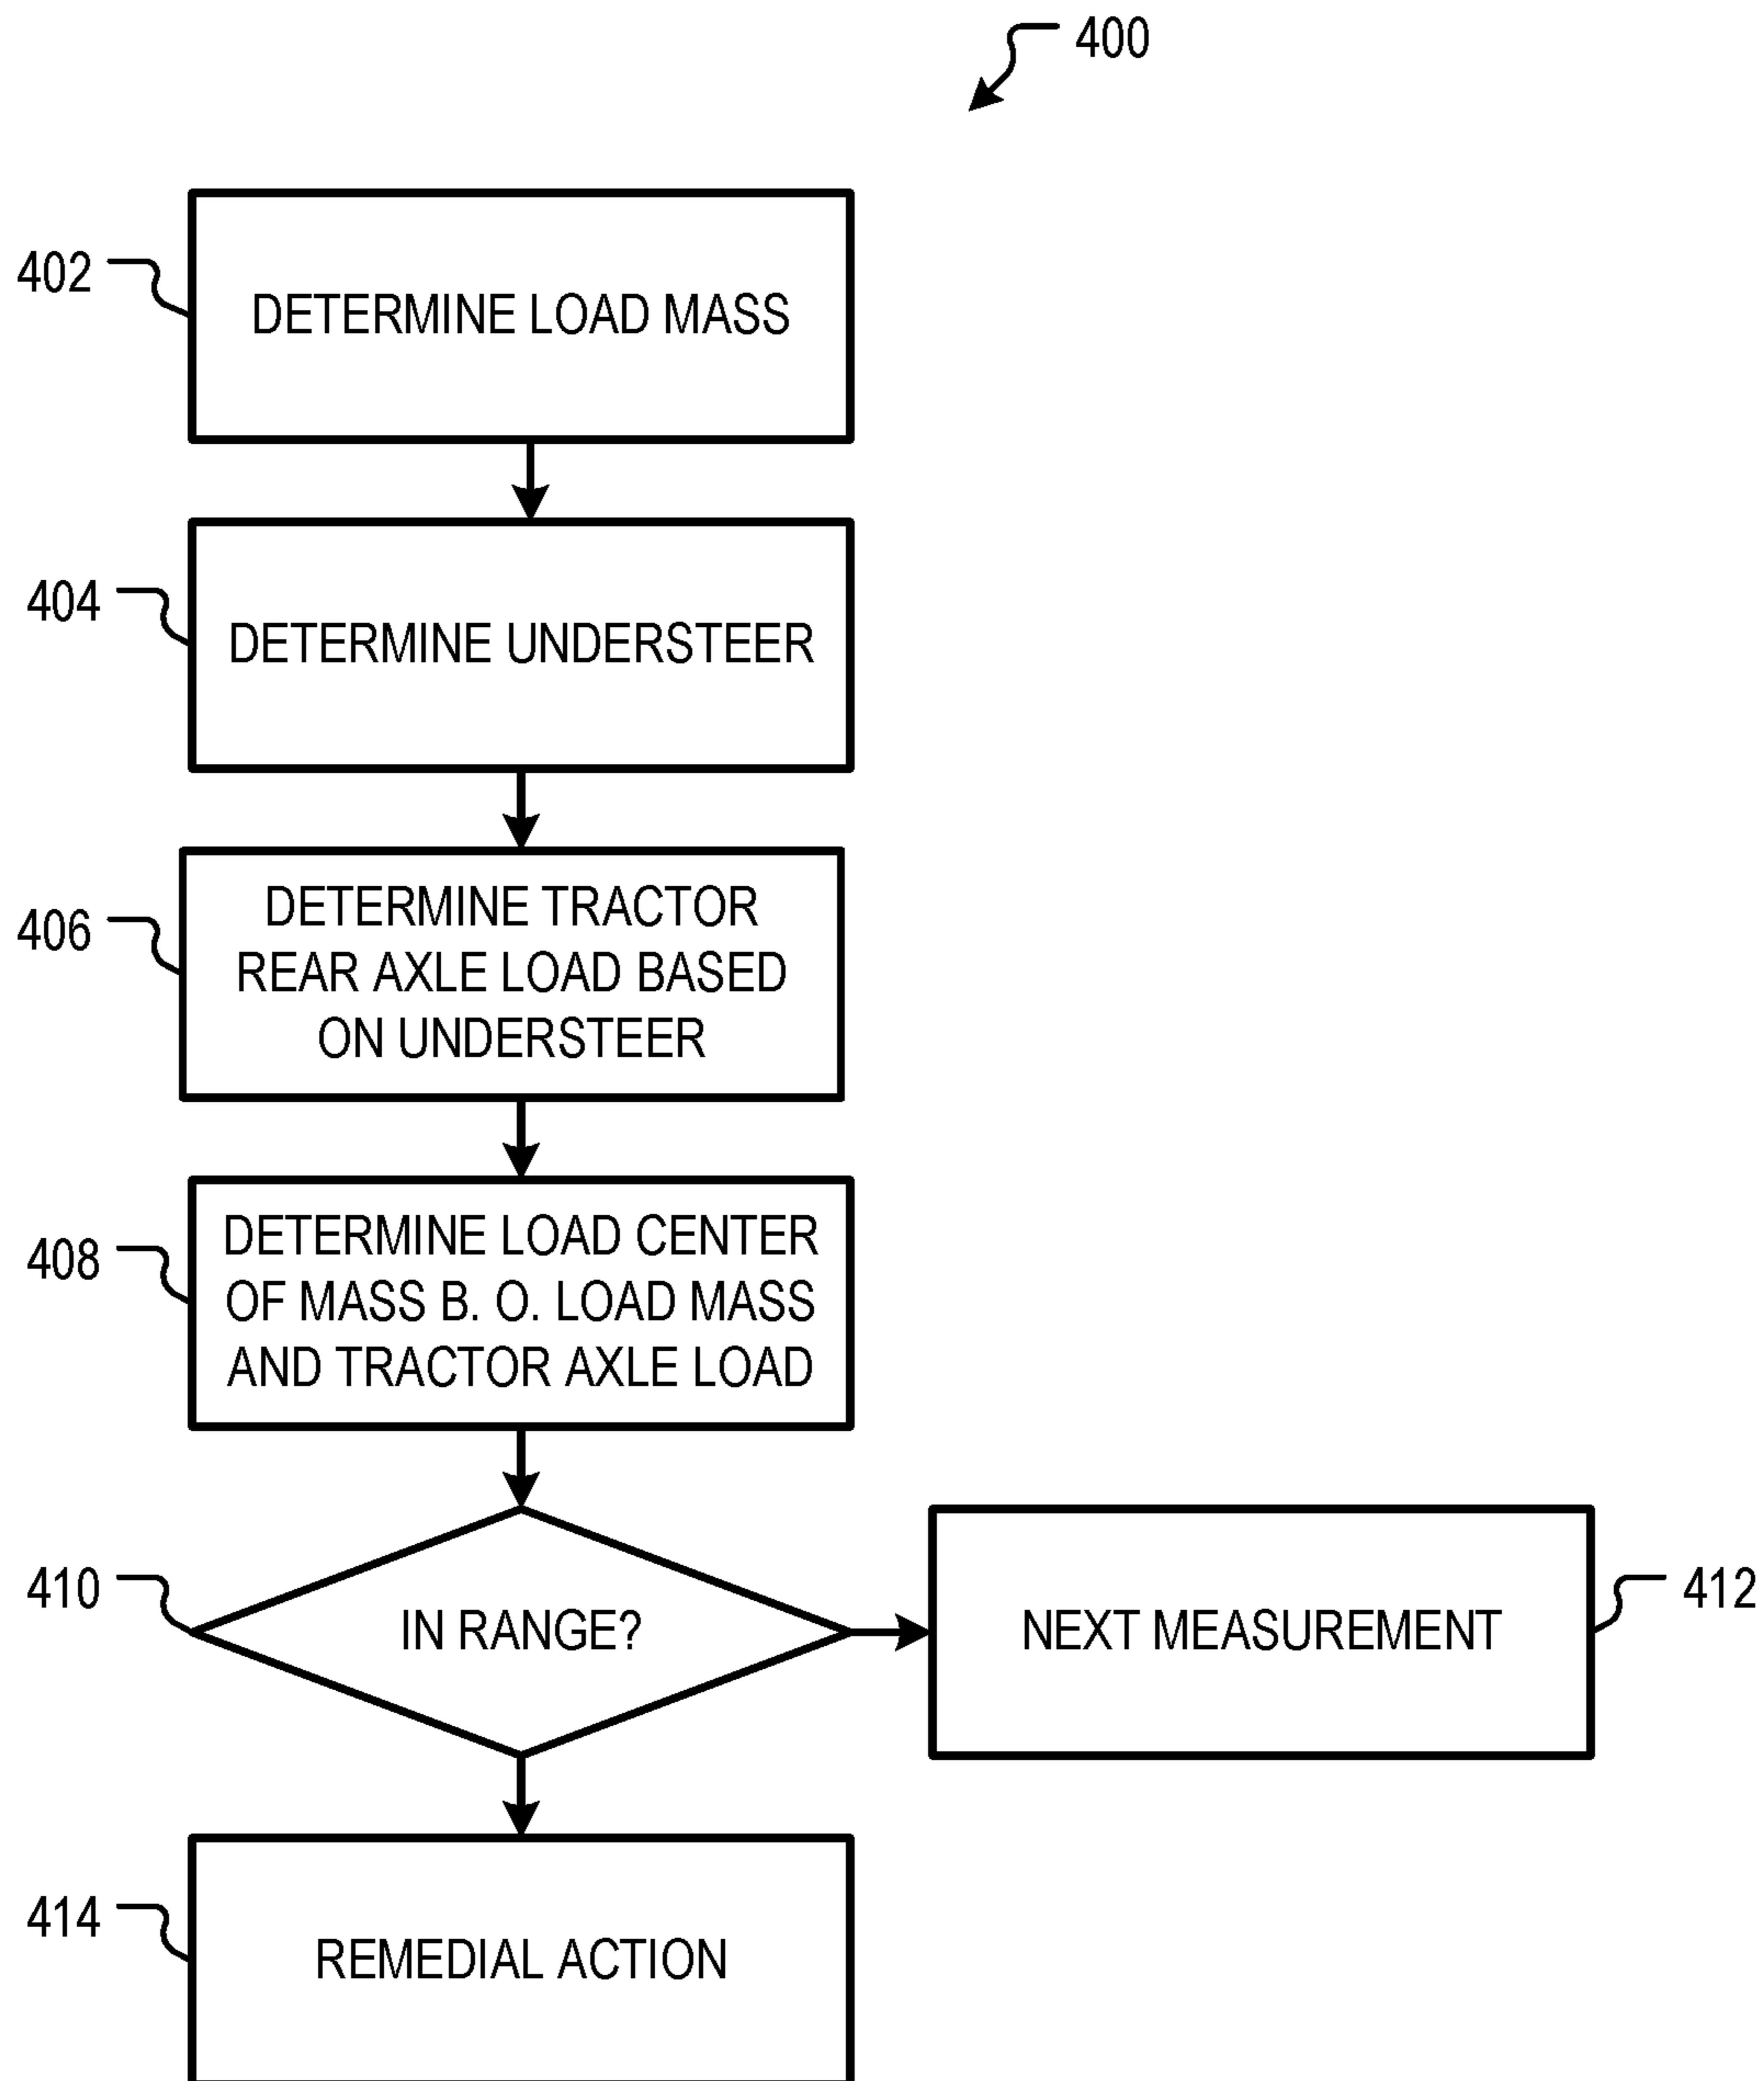 400
402
DETERMINE LOAD MASS
404
DETERMINE UNDERSTEER
406
DETERMINE TRACTOR
REAR AXLE LOAD BASED
ON UNDERSTEER
408
DETERMINE LOAD CENTER
OF MASS B. O. LOAD MASS
AND TRACTOR AXLE LOAD
410
IN RANGE?
NEXT MEASUREMENT
412
414
REMEDIAL ACTION